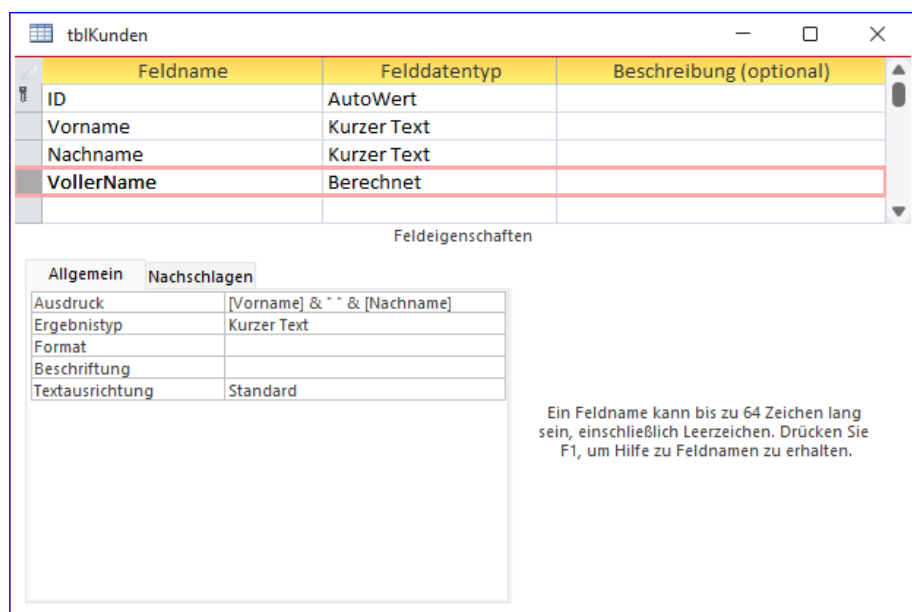 tblKunden
Feldname Felddatentyp Beschreibung (optional)
ID AutoWert
Vorname Kurzer Text
Nachname Kurzer Text
VollerName Berechnet
Feldeigenschaften
Allgemein Nachschlagen
Ausdruck [Vorname] & " " & [Nachname]
Ergebnistyp Kurzer Text
Format
Beschriftung
Textausrichtung Standard
Ein Feldname kann bis zu 64 Zeichen lang
sein, einschließlich Leerzeichen. Drücken Sie
F1, um Hilfe zu Feldnamen zu erhalten.